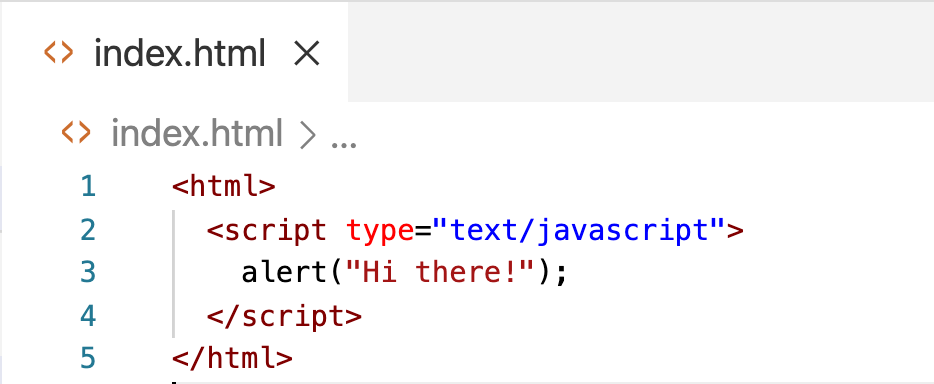 index.html
index.html > ...
1 <html>
2 <script type="text/javascript">
3 alert("Hi there!");
4 </script>
5 </html>